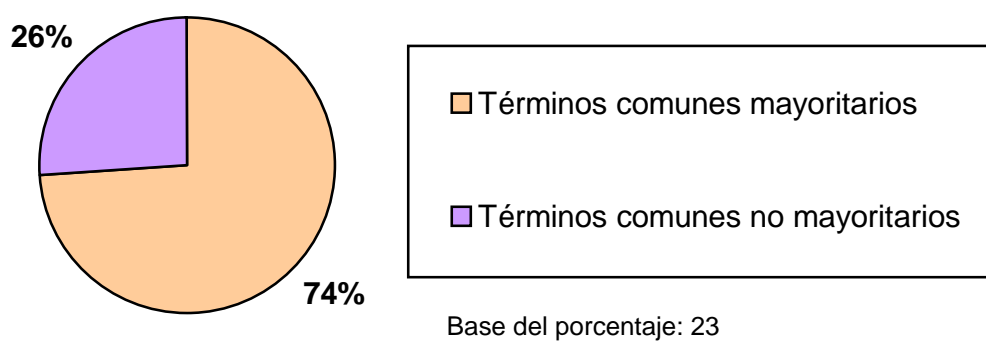 26%
Términos comunes mayoritarios
Términos comunes no mayoritarios
74%
Base del porcentaje: 23